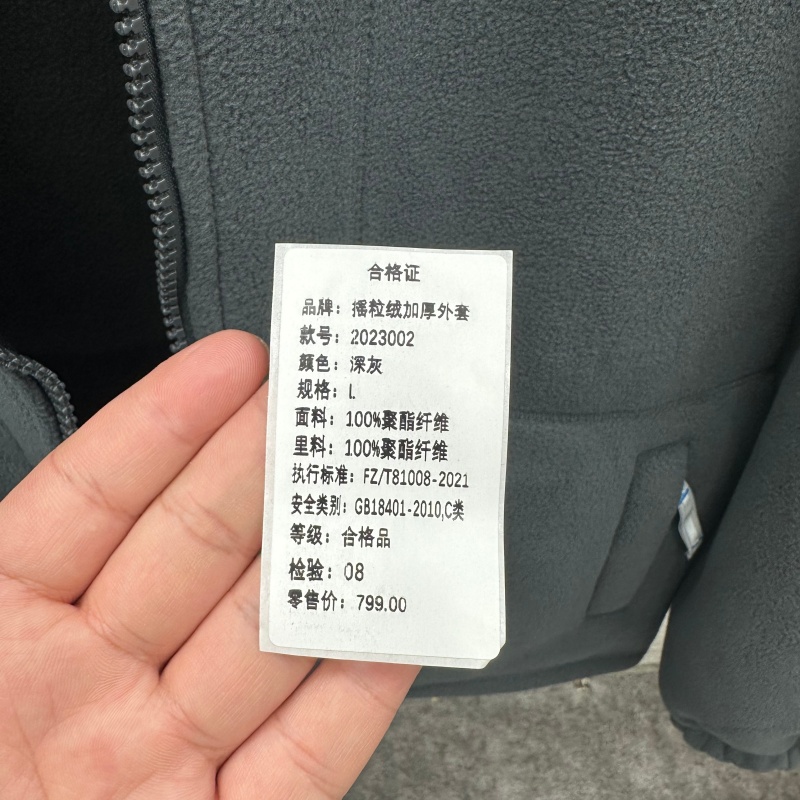 合格证
品牌：摇粒绒加厚外套
款号：2023002
颜色：深灰
规格：L
面料：100%聚酯纤维
里料：100%聚酯纤维
执行标准：FZ/T81008-2021
安全类别：GB18401-2010,C类
等级：合格品
检验：08
零售价：799.00